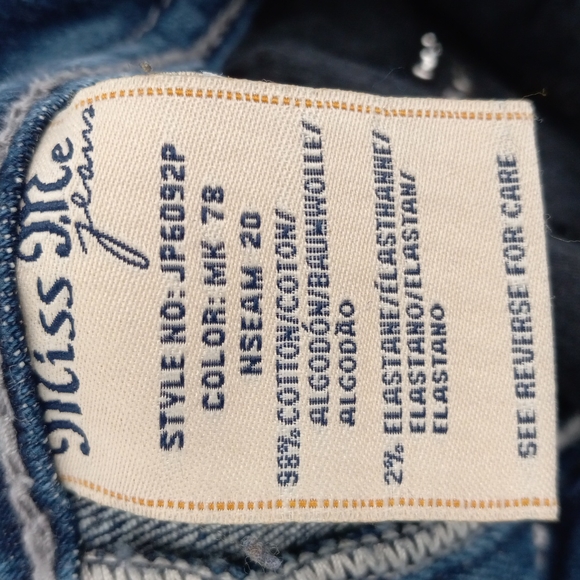 Miss Me
jeans
STYLE NO: JP6092P
COLOR: MK 78
NSEAM 20
98% COTTON/COTON/
ALGODÓN/BAUMWOLLE/
ALGODÃO
2% ELASTANE/ÉLASTHANNE/
ELASTANO/ELASTAN/
ELASTANO
SEE REVERSE FOR CARE